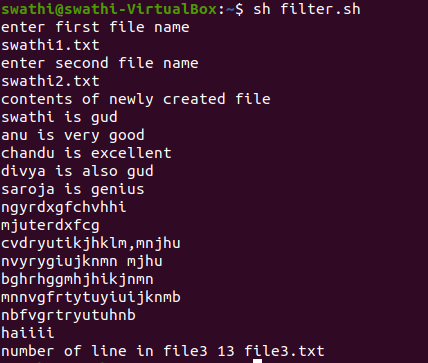 swathi@swathi-VirtualBox:~$ sh filter.sh
enter first file name
swathi1.txt
enter second file name
swathi2.txt
contents of newly created file
swathi is gud
anu is very good
chandu is excellent
divya is also gud
saroja is genius
ngyrdxgfchvhhi
mjuterdxfcg
cvdryutikjhklm,mnjhu
nvyrygiujknmn mjhu
bghrhggmhjhikjnmn
mnnvgfrtytuyiuijknmb
nbfvgrtryutuhnb
haiiii
number of line in file3 13 file3.txt